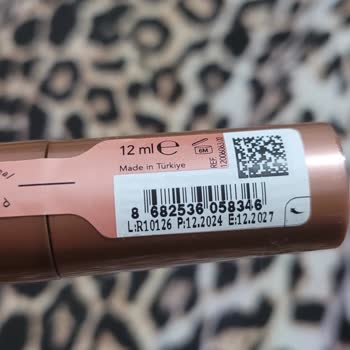 12 ml ℮
6M
Made in Türkiye
REF
8 682536 058346
L:R10126 P:12.2024 E:12.2027